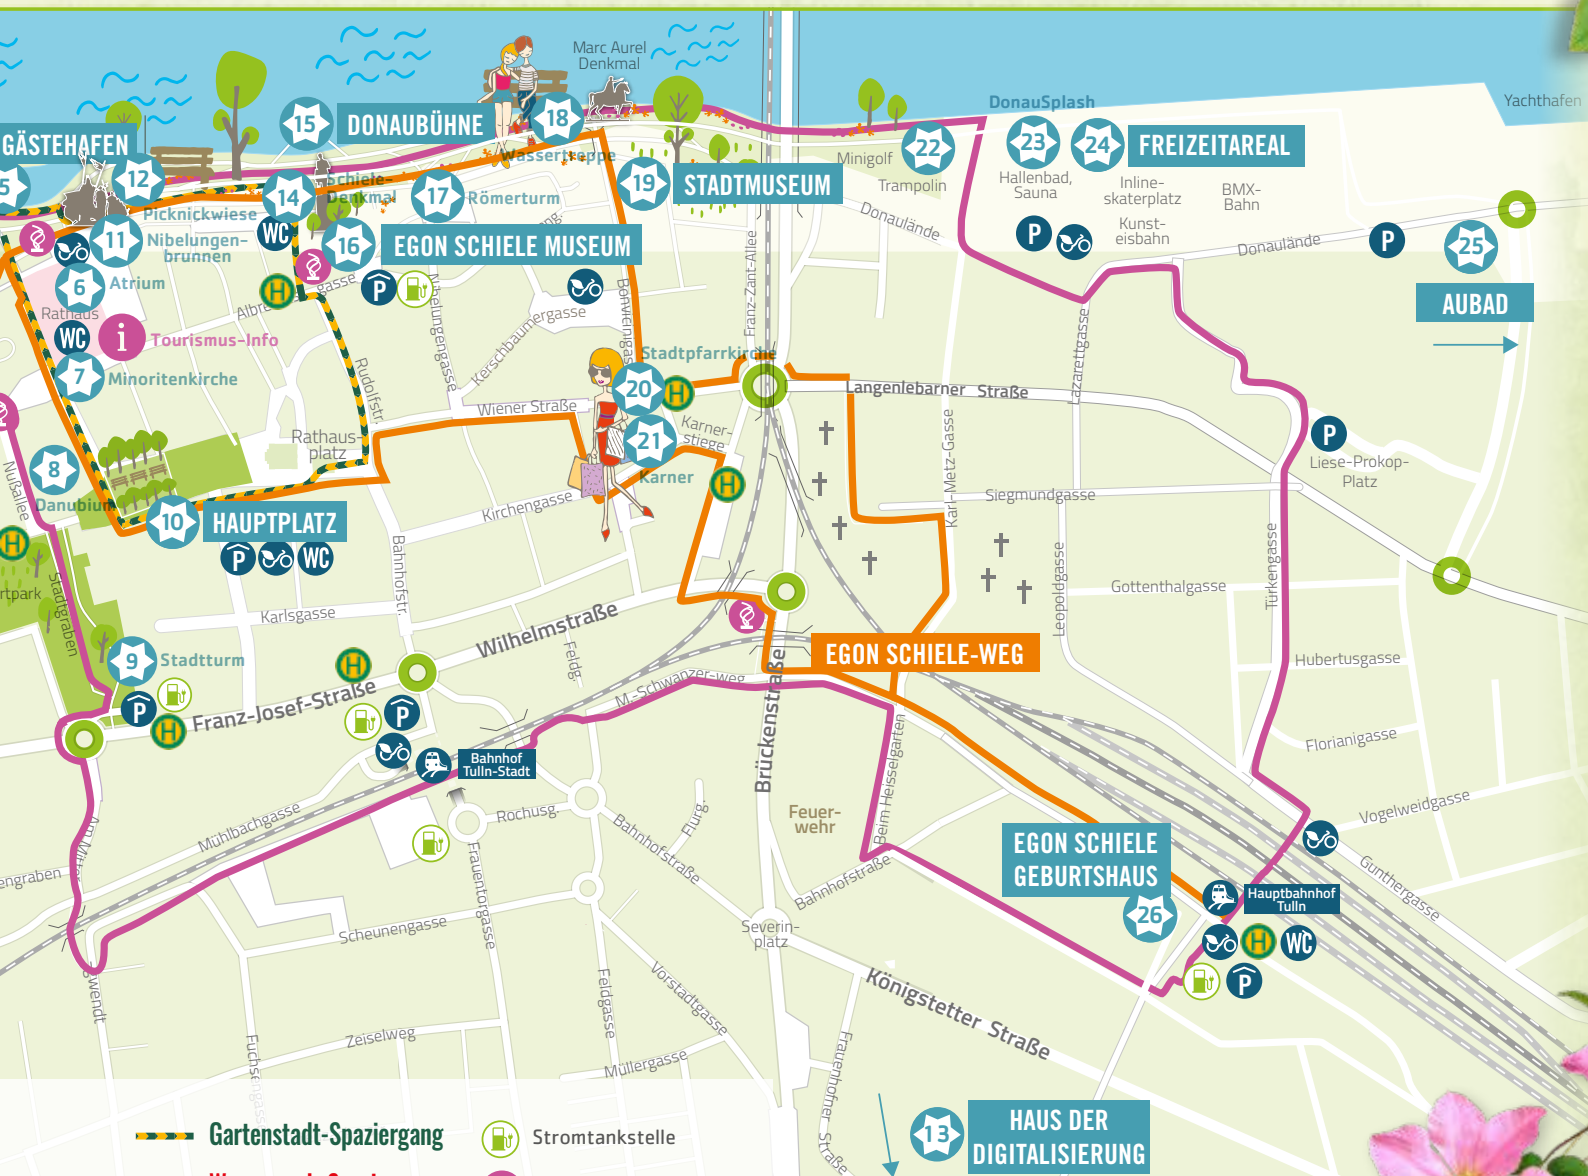 Marc Aurel
Denkmal
Yachthafen
DonauSplash
15
DONAUBÜHNE
18
GÄSTEHAFEN
5
12
Wassertreppe
Minigolf
22
Trampolin
23
24
FREIZEITAREAL
Hallenbad,
Sauna
Inline-
skaterplatz
BMX-
Bahn
Kunst-
eisbahn
Schiele-
Denkmal
14
17
Römerturm
19
STADTMUSEUM
Picknickwiese
WC
11
Nibelungen-
brunnen
16
EGON SCHIELE MUSEUM
Donaulände
P
Donaulände
P
25
AUBAD
6
Atrium
Rathaus
WC
i
Tourismus-Info
7
Minoritenkirche
H
P
Nibelungengasse
Kerschbaumergasse
Franz-Zant-Allee
Lazarettgasse
Stadtpfarrkirche
20
H
Langenlebarner Straße
Rudolfstr.
Wiener Straße
21
Karner-
stiege
Karner
Rathaus-
platz
Karl-Metz-Gasse
P
Liese-Prokop-
Platz
Siegmundgasse
Nußallee
8
Danubium
10
HAUPTPLATZ
P
WC
Kirchengasse
H
H
Bahnhofstr.
Stadtgraben
Karlsgasse
Wilhelmstraße
Leopoldgasse
Gottenthalgasse
Türkengasse
Feldg.
9
Stadtturm
H
P
H
Franz-Josef-Straße
P
M.-Schwanzer-weg
EGON SCHIELE-WEG
Hubertusgasse
Brückenstraße
Beim Heisselgarten
Florianigasse
Bahnhof
Tulln-Stadt
Mühlbachgasse
Rochusg.
Bahnhofstraße
Flurg.
Feuer-
wehr
Vogelweidgasse
EGON SCHIELE
GEBURTSHAUS
26
Hauptbahnhof
Tulln
H
WC
P
Gunthergasse
Bahnhofstraße
Frauentorgasse
Scheunengasse
Severin-
platz
Königstetter Straße
Vorstadtgasse
Feldgasse
Zeiselweg
Müllergasse
Frauenhofner Straße
Gartenstadt-Spaziergang
Stromtankstelle
13
HAUS DER
DIGITALISIERUNG